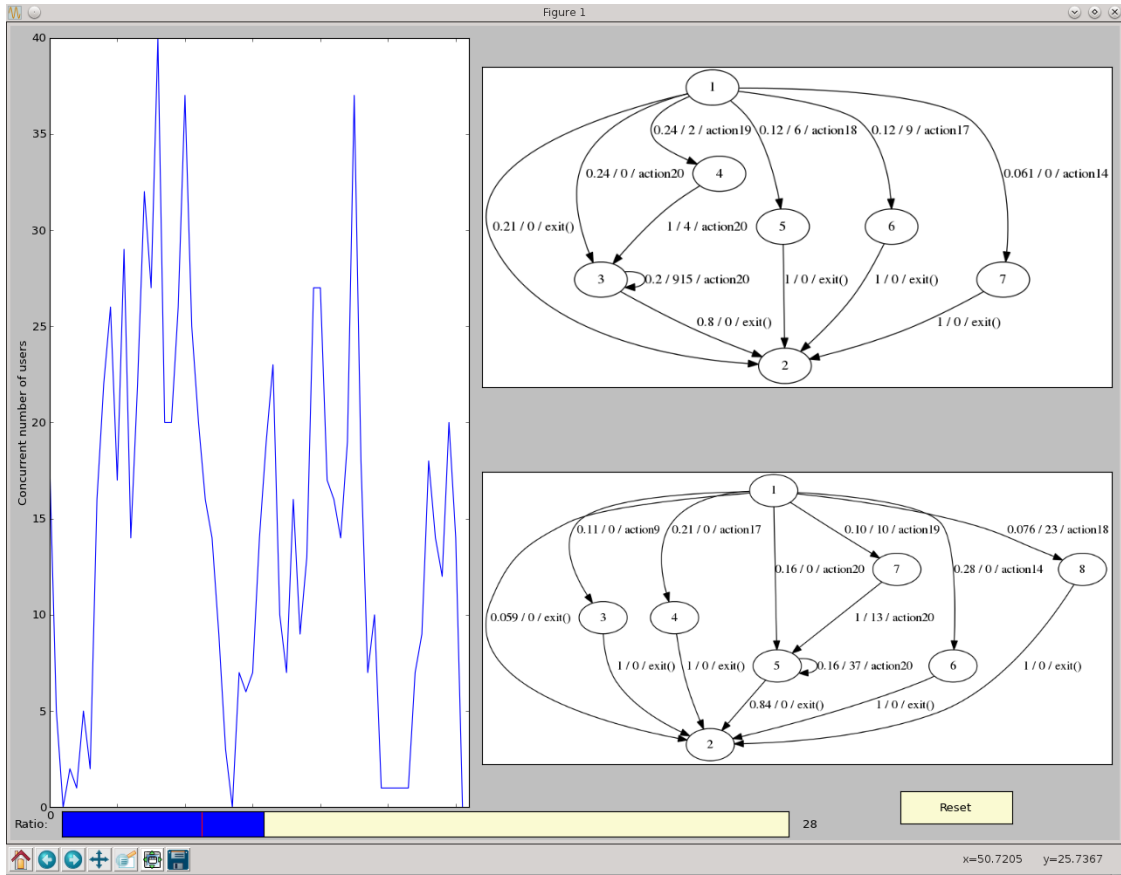 Figure 1
Concurrent number of users
40
35
30
25
20
15
10
5
0
0
1
0.24 / 2 / action19
0.12 / 6 / action18
0.12 / 9 / action17
0.24 / 0 / action20
4
0.061 / 0 / action14
0.21 / 0 / exit()
1 / 4 / action20
5
6
3
0.2 / 915 / action20
1 / 0 / exit()
1 / 0 / exit()
7
0.8 / 0 / exit()
1 / 0 / exit()
2
1
0.11 / 0 / action9
0.21 / 0 / action17
0.10 / 10 / action19
0.076 / 23 / action18
0.16 / 0 / action20
7
0.28 / 0 / action14
8
0.059 / 0 / exit()
3
4
1 / 13 / action20
1 / 0 / exit()
1 / 0 / exit()
5
0.16 / 37 / action20
6
1 / 0 / exit()
0.84 / 0 / exit()
1 / 0 / exit()
2
Ratio:
28
Reset
x=50.7205 y=25.7367